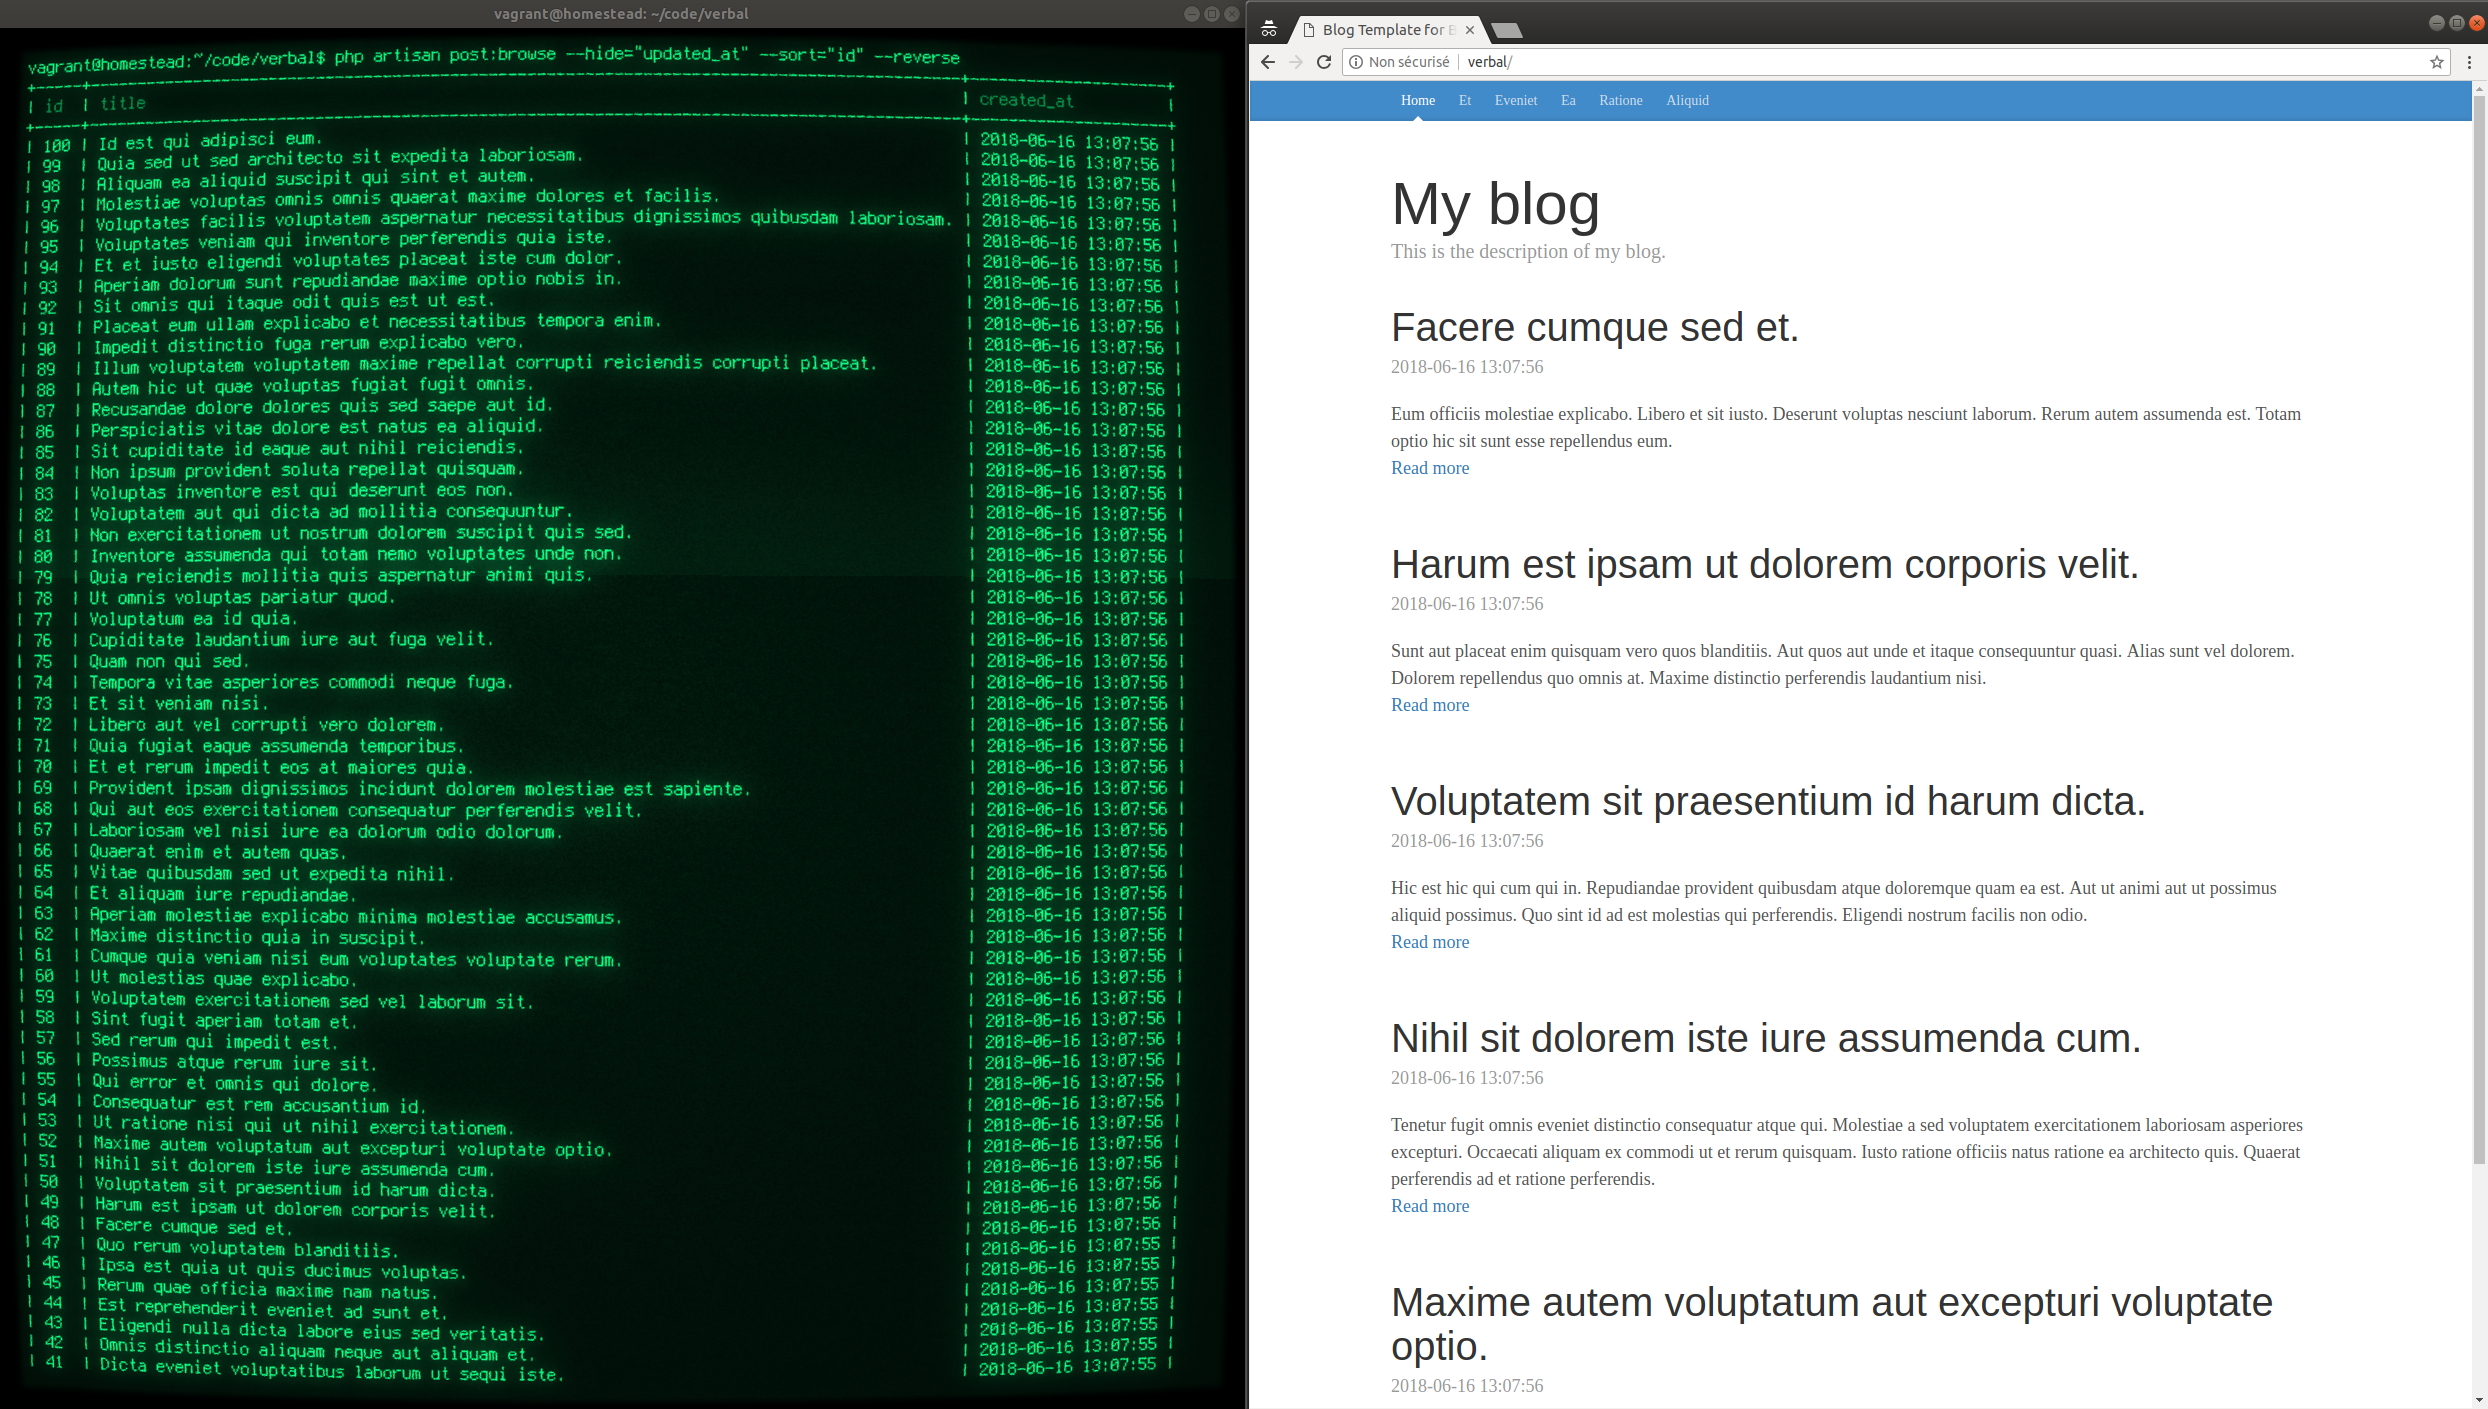 vagrant@homestead: ~/code/verbal
vagrant@homestead:~/code/verbal$ php artisan post:browse --hide="updated_at" --sort="id" --reverse
| id | title | created_at |
| 100 | Id est qui adipisci eum. | 2018-06-16 13:07:56 |
| 99 | Quia sed ut sed architecto sit expedita laboriosam. | 2018-06-16 13:07:56 |
| 98 | Aliquam ea aliquid suscipit qui sint et autem. | 2018-06-16 13:07:56 |
| 97 | Molestiae voluptas omnis omnis quaerat maxime dolores et facilis. | 2018-06-16 13:07:56 |
| 96 | Voluptates facilis voluptatem aspernatur necessitatibus dignissimos quibusdam laboriosam. | 2018-06-16 13:07:56 |
| 95 | Voluptates veniam qui inventore perferendis quia iste. | 2018-06-16 13:07:56 |
| 94 | Et et iusto eligendi voluptates placeat iste cum dolor. | 2018-06-16 13:07:56 |
| 93 | Aperiam dolorum sunt repudiandae maxime optio nobis in. | 2018-06-16 13:07:56 |
| 92 | Sit omnis qui itaque odit quis est ut est. | 2018-06-16 13:07:56 |
| 91 | Placeat eum ullam explicabo et necessitatibus tempora enim. | 2018-06-16 13:07:56 |
| 90 | Impedit distinctio fuga rerum explicabo vero. | 2018-06-16 13:07:56 |
| 89 | Illum voluptatem voluptatem maxime repellat corrupti reiciendis corrupti placeat. | 2018-06-16 13:07:56 |
| 88 | Autem hic ut quae voluptas fugiat fugit omnis. | 2018-06-16 13:07:56 |
| 87 | Recusandae dolore dolores quis sed saepe aut id. | 2018-06-16 13:07:56 |
| 86 | Perspiciatis vitae dolore est natus ea aliquid. | 2018-06-16 13:07:56 |
| 85 | Sit cupiditate id eaque aut nihil reiciendis. | 2018-06-16 13:07:56 |
| 84 | Non ipsum provident soluta repellat quisquam. | 2018-06-16 13:07:56 |
| 83 | Voluptas inventore est qui deserunt eos non. | 2018-06-16 13:07:56 |
| 82 | Voluptatem aut qui dicta ad mollitia consequuntur. | 2018-06-16 13:07:56 |
| 81 | Non exercitationem ut nostrum dolorem suscipit quis sed. | 2018-06-16 13:07:56 |
| 80 | Inventore assumenda qui totam nemo voluptates unde non. | 2018-06-16 13:07:56 |
| 79 | Quia reiciendis mollitia quis aspernatur animi quis. | 2018-06-16 13:07:56 |
| 78 | Ut omnis voluptas pariatur quod. | 2018-06-16 13:07:56 |
| 77 | Voluptatum ea id quia. | 2018-06-16 13:07:56 |
| 76 | Cupiditate laudantium iure aut fuga velit. | 2018-06-16 13:07:56 |
| 75 | Quam non qui sed. | 2018-06-16 13:07:56 |
| 74 | Tempora vitae asperiores commodi neque fuga. | 2018-06-16 13:07:56 |
| 73 | Et sit veniam nisi. | 2018-06-16 13:07:56 |
| 72 | Libero aut vel corrupti vero dolorem. | 2018-06-16 13:07:56 |
| 71 | Quia fugiat eaque assumenda temporibus. | 2018-06-16 13:07:56 |
| 70 | Et et rerum impedit eos at maiores quia. | 2018-06-16 13:07:56 |
| 69 | Provident ipsam dignissimos incidunt dolorem molestiae est sapiente. | 2018-06-16 13:07:56 |
| 68 | Qui aut eos exercitationem consequatur perferendis velit. | 2018-06-16 13:07:56 |
| 67 | Laboriosam vel nisi iure ea dolorum odio dolorum. | 2018-06-16 13:07:56 |
| 66 | Quaerat enim et autem quas. | 2018-06-16 13:07:56 |
| 65 | Vitae quibusdam sed ut expedita nihil. | 2018-06-16 13:07:56 |
| 64 | Et aliquam iure repudiandae. | 2018-06-16 13:07:56 |
| 63 | Aperiam molestiae explicabo minima molestiae accusamus. | 2018-06-16 13:07:56 |
| 62 | Maxime distinctio quia in suscipit. | 2018-06-16 13:07:56 |
| 61 | Cumque quia veniam nisi eum voluptates voluptate rerum. | 2018-06-16 13:07:56 |
| 60 | Ut molestias quae explicabo. | 2018-06-16 13:07:56 |
| 59 | Voluptatem exercitationem sed vel laborum sit. | 2018-06-16 13:07:56 |
| 58 | Sint fugit aperiam totam et. | 2018-06-16 13:07:56 |
| 57 | Sed rerum qui impedit est. | 2018-06-16 13:07:56 |
| 56 | Possimus atque rerum iure sit. | 2018-06-16 13:07:56 |
| 55 | Qui error et omnis qui dolore. | 2018-06-16 13:07:56 |
| 54 | Consequatur est rem accusantium id. | 2018-06-16 13:07:56 |
| 53 | Ut ratione nisi qui ut nihil exercitationem. | 2018-06-16 13:07:56 |
| 52 | Maxime autem voluptatum aut excepturi voluptate optio. | 2018-06-16 13:07:56 |
| 51 | Nihil sit dolorem iste iure assumenda cum. | 2018-06-16 13:07:56 |
| 50 | Voluptatem sit praesentium id harum dicta. | 2018-06-16 13:07:56 |
| 49 | Harum est ipsam ut dolorem corporis velit. | 2018-06-16 13:07:56 |
| 48 | Facere cumque sed et. | 2018-06-16 13:07:56 |
| 47 | Quo rerum voluptatem blanditiis. | 2018-06-16 13:07:55 |
| 46 | Ipsa est quia ut quis ducimus voluptas. | 2018-06-16 13:07:55 |
| 45 | Rerum quae officia maxime nam natus. | 2018-06-16 13:07:55 |
| 44 | Est reprehenderit eveniet ad sunt et. | 2018-06-16 13:07:55 |
| 43 | Eligendi nulla dicta labore eius sed veritatis. | 2018-06-16 13:07:55 |
| 42 | Omnis distinctio aliquam neque aut aliquam et. | 2018-06-16 13:07:55 |
| 41 | Dicta eveniet voluptatibus laborum ut sequi iste. | 2018-06-16 13:07:55 |
Blog Template for B
Non sécurisé verbal/
Home Et Eveniet Ea Ratione Aliquid
My blog
This is the description of my blog.
Facere cumque sed et.
2018-06-16 13:07:56
Eum officiis molestiae explicabo. Libero et sit iusto. Deserunt voluptas nesciunt laborum. Rerum autem assumenda est. Totam
optio hic sit sunt esse repellendus eum.
Read more
Harum est ipsam ut dolorem corporis velit.
2018-06-16 13:07:56
Sunt aut placeat enim quisquam vero quos blanditiis. Aut quos aut unde et itaque consequuntur quasi. Alias sunt vel dolorem.
Dolorem repellendus quo omnis at. Maxime distinctio perferendis laudantium nisi.
Read more
Voluptatem sit praesentium id harum dicta.
2018-06-16 13:07:56
Hic est hic qui cum qui in. Repudiandae provident quibusdam atque doloremque quam ea est. Aut ut animi aut ut possimus
aliquid possimus. Quo sint id ad est molestias qui perferendis. Eligendi nostrum facilis non odio.
Read more
Nihil sit dolorem iste iure assumenda cum.
2018-06-16 13:07:56
Tenetur fugit omnis eveniet distinctio consequatur atque qui. Molestiae a sed voluptatem exercitationem laboriosam asperiores
excepturi. Occaecati aliquam ex commodi ut et rerum quisquam. Iusto ratione officiis natus ratione ea architecto quis. Quaerat
perferendis ad et ratione perferendis.
Read more
Maxime autem voluptatum aut excepturi voluptate
optio.
2018-06-16 13:07:56